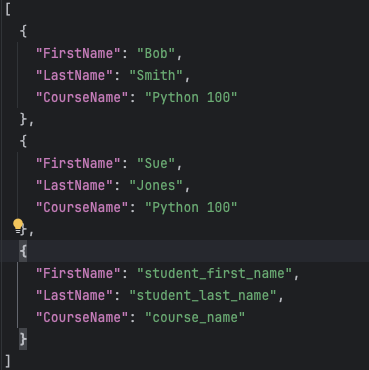 [
  {
    "FirstName": "Bob",
    "LastName": "Smith",
    "CourseName": "Python 100"
  },
  {
    "FirstName": "Sue",
    "LastName": "Jones",
    "CourseName": "Python 100"
  },
  {
    "FirstName": "student_first_name",
    "LastName": "student_last_name",
    "CourseName": "course_name"
  }
]